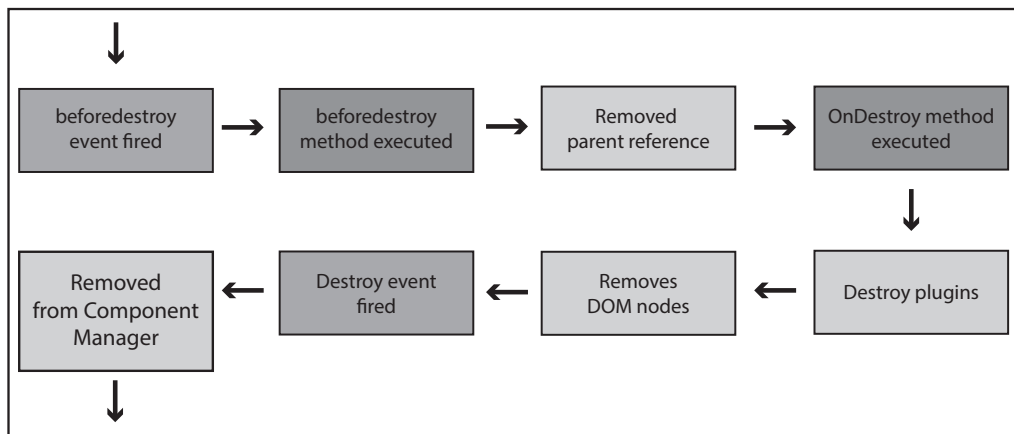 beforedestroy
event fired
beforedestroy
method executed
Removed
parent reference
OnDestroy method
executed
Destroy plugins
Removes
DOM nodes
Destroy event
fired
Removed
from Component
Manager